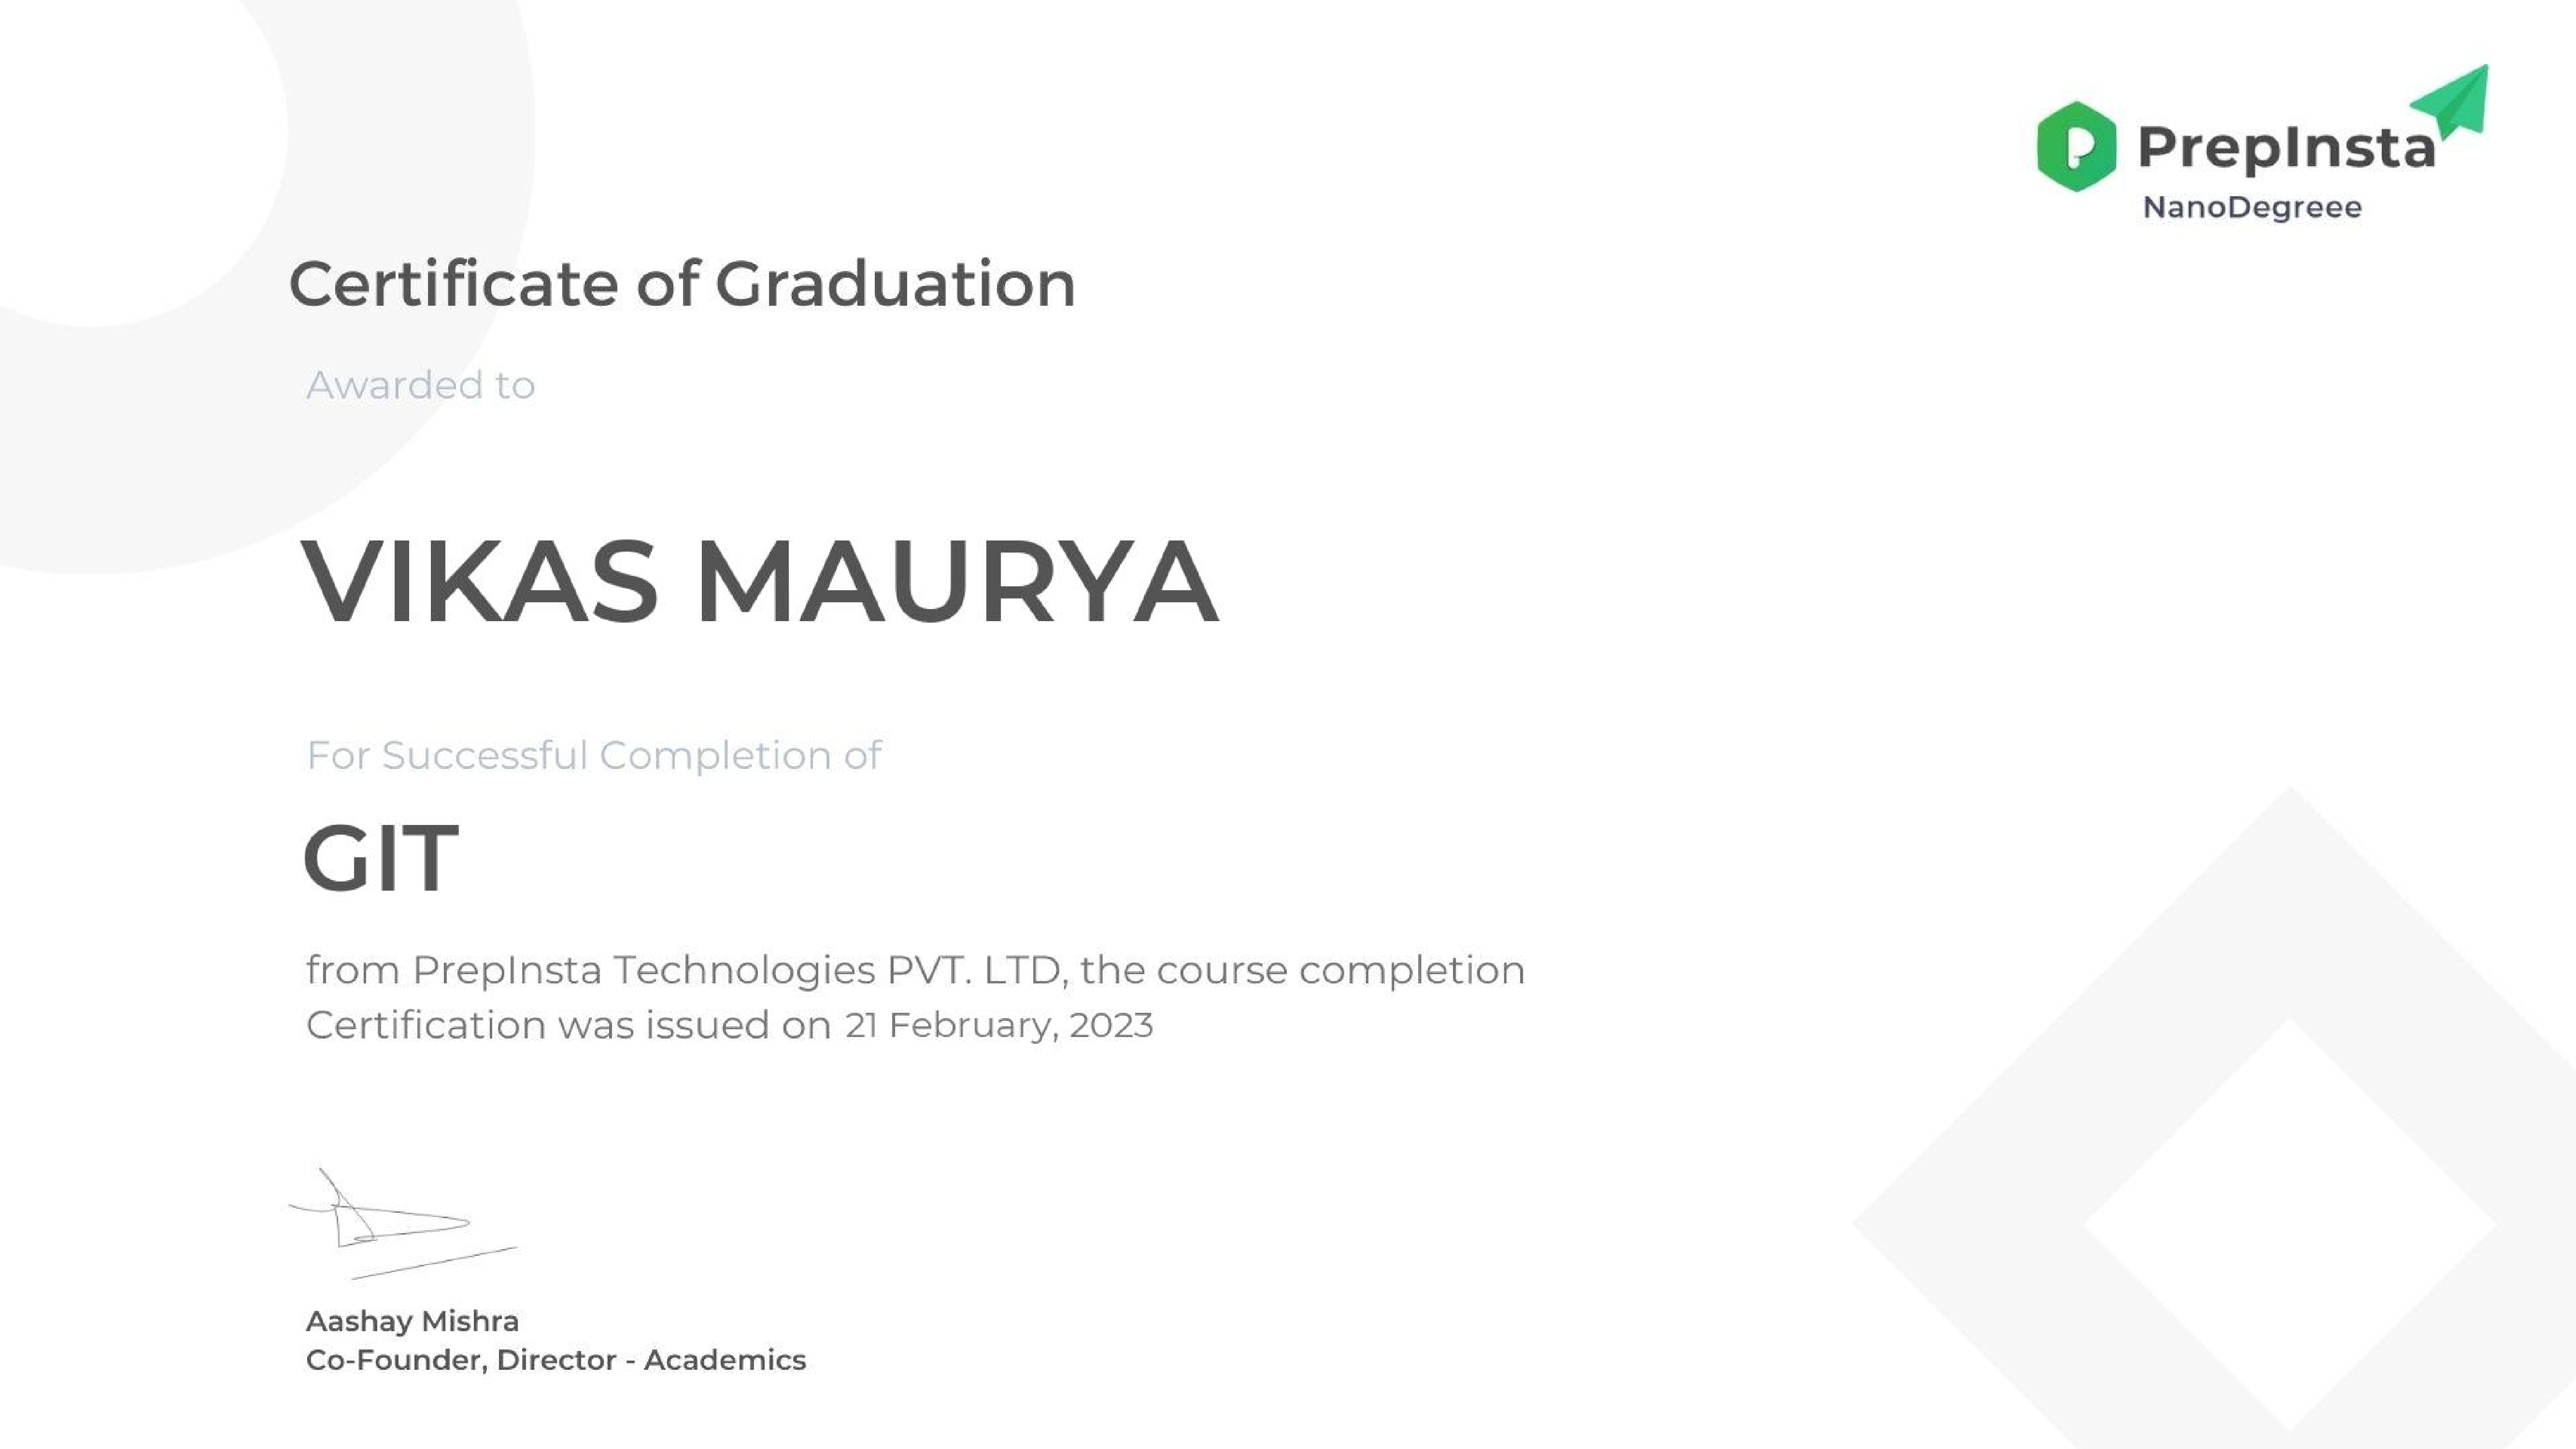 PrepInsta
NanoDegreee
Certificate of Graduation
Awarded to
VIKAS MAURYA
For Successful Completion of
GIT
from PrepInsta Technologies PVT. LTD, the course completion
Certification was issued on 21 February, 2023
Aashay Mishra
Co-Founder, Director - Academics